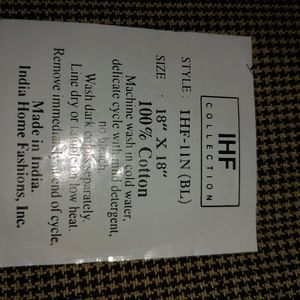 IHF
COLLECTION
STYLE : IHF-11N (BL)
SIZE : 18" X 18"
100% Cotton
Machine wash in cold water,
delicate cycle with mild detergent,
no bleach.
Wash dark colors separately.
Line dry or tumble on low heat.
Remove immediately at end of cycle.
Made in India.
India Home Fashions, Inc.